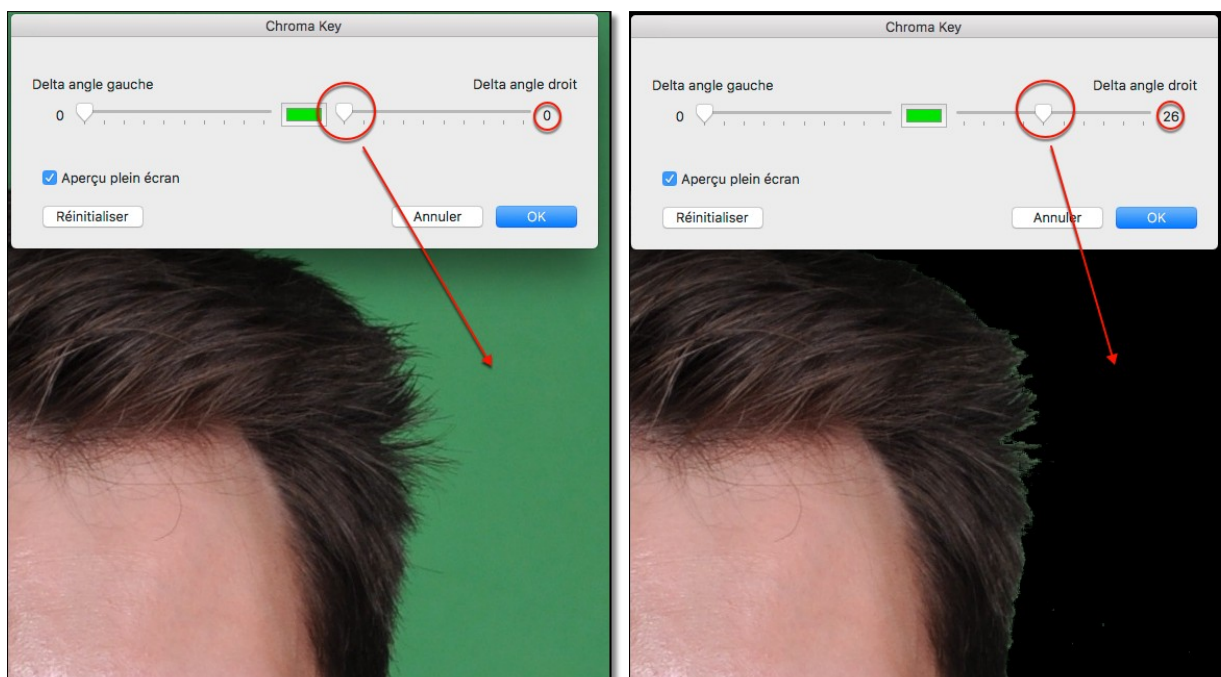 Chroma Key
Delta angle gauche Delta angle droit
0 0
Aperçu plein écran
Réinitialiser Annuler OK
Chroma Key
Delta angle gauche Delta angle droit
0 26
Aperçu plein écran
Réinitialiser Annuler OK